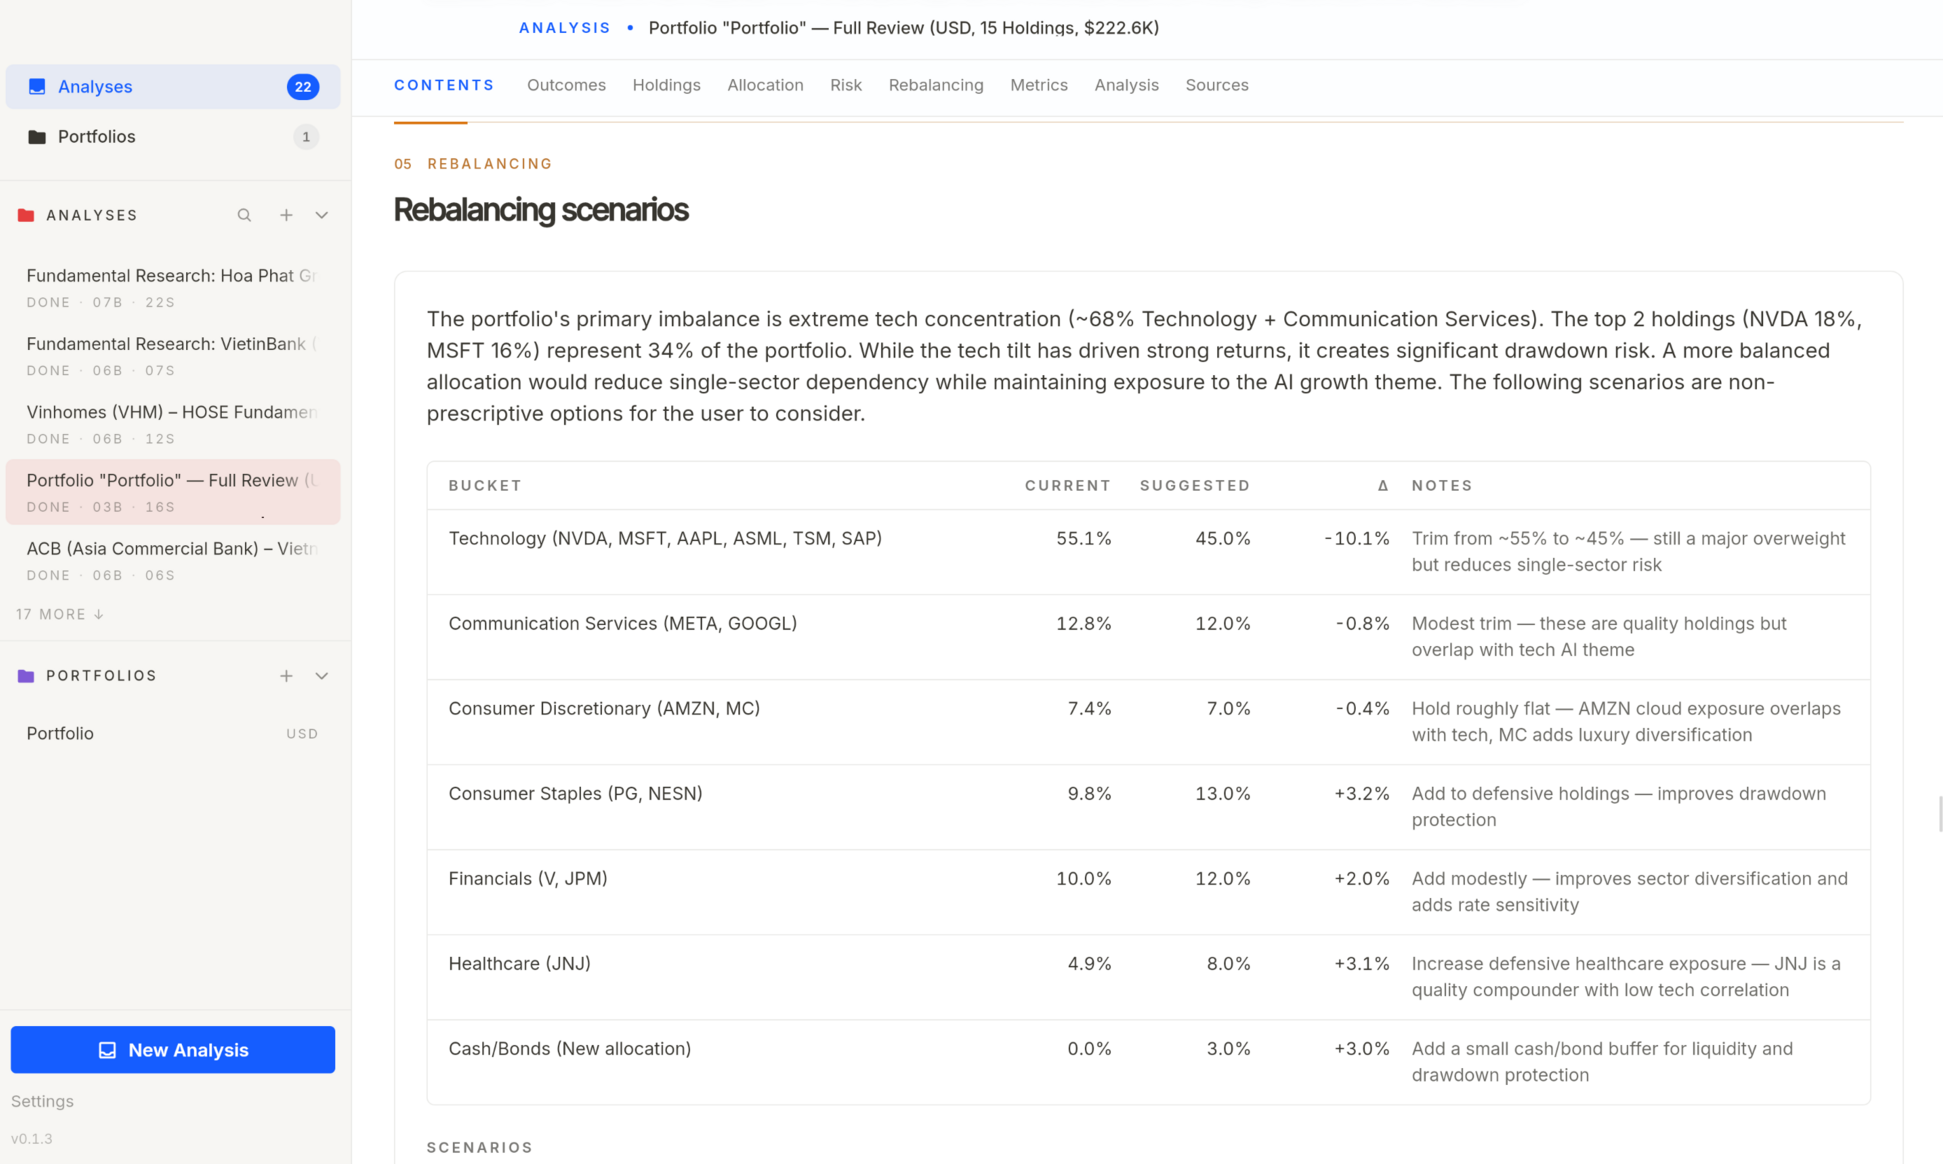 ANALYSIS • Portfolio "Portfolio" — Full Review (USD, 15 Holdings, $222.6K)
Analyses 22
Portfolios 1
ANALYSES
Fundamental Research: Hoa Phat
DONE · 07B · 22S
Fundamental Research: VietinBank (
DONE · 06B · 07S
Vinhomes (VHM) – HOSE Fundamen
DONE · 06B · 12S
Portfolio "Portfolio" — Full Review (U
DONE · 03B · 16S
ACB (Asia Commercial Bank) – Vietn
DONE · 06B · 06S
17 MORE ↓
PORTFOLIOS
Portfolio USD
New Analysis
Settings
v0.1.3
CONTENTS Outcomes Holdings Allocation Risk Rebalancing Metrics Analysis Sources
05 REBALANCING
Rebalancing scenarios
The portfolio's primary imbalance is extreme tech concentration (~68% Technology + Communication Services). The top 2 holdings (NVDA 18%,
MSFT 16%) represent 34% of the portfolio. While the tech tilt has driven strong returns, it creates significant drawdown risk. A more balanced
allocation would reduce single-sector dependency while maintaining exposure to the AI growth theme. The following scenarios are non-
prescriptive options for the user to consider.
BUCKET CURRENT SUGGESTED Δ NOTES
Technology (NVDA, MSFT, AAPL, ASML, TSM, SAP) 55.1% 45.0% -10.1% Trim from ~55% to ~45% — still a major overweight
but reduces single-sector risk
Communication Services (META, GOOGL) 12.8% 12.0% -0.8% Modest trim — these are quality holdings but
overlap with tech AI theme
Consumer Discretionary (AMZN, MC) 7.4% 7.0% -0.4% Hold roughly flat — AMZN cloud exposure overlaps
with tech, MC adds luxury diversification
Consumer Staples (PG, NESN) 9.8% 13.0% +3.2% Add to defensive holdings — improves drawdown
protection
Financials (V, JPM) 10.0% 12.0% +2.0% Add modestly — improves sector diversification and
adds rate sensitivity
Healthcare (JNJ) 4.9% 8.0% +3.1% Increase defensive healthcare exposure — JNJ is a
quality compounder with low tech correlation
Cash/Bonds (New allocation) 0.0% 3.0% +3.0% Add a small cash/bond buffer for liquidity and
drawdown protection
SCENARIOS